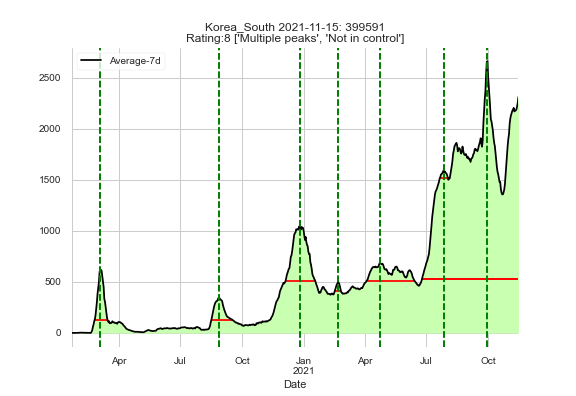 Korea_South 2021-11-15: 399591
Rating:8 ['Multiple peaks', 'Not in control']
Average-7d
2500
2000
1500
1000
500
0
Apr Jul Oct Jan Apr Jul Oct
2021
Date